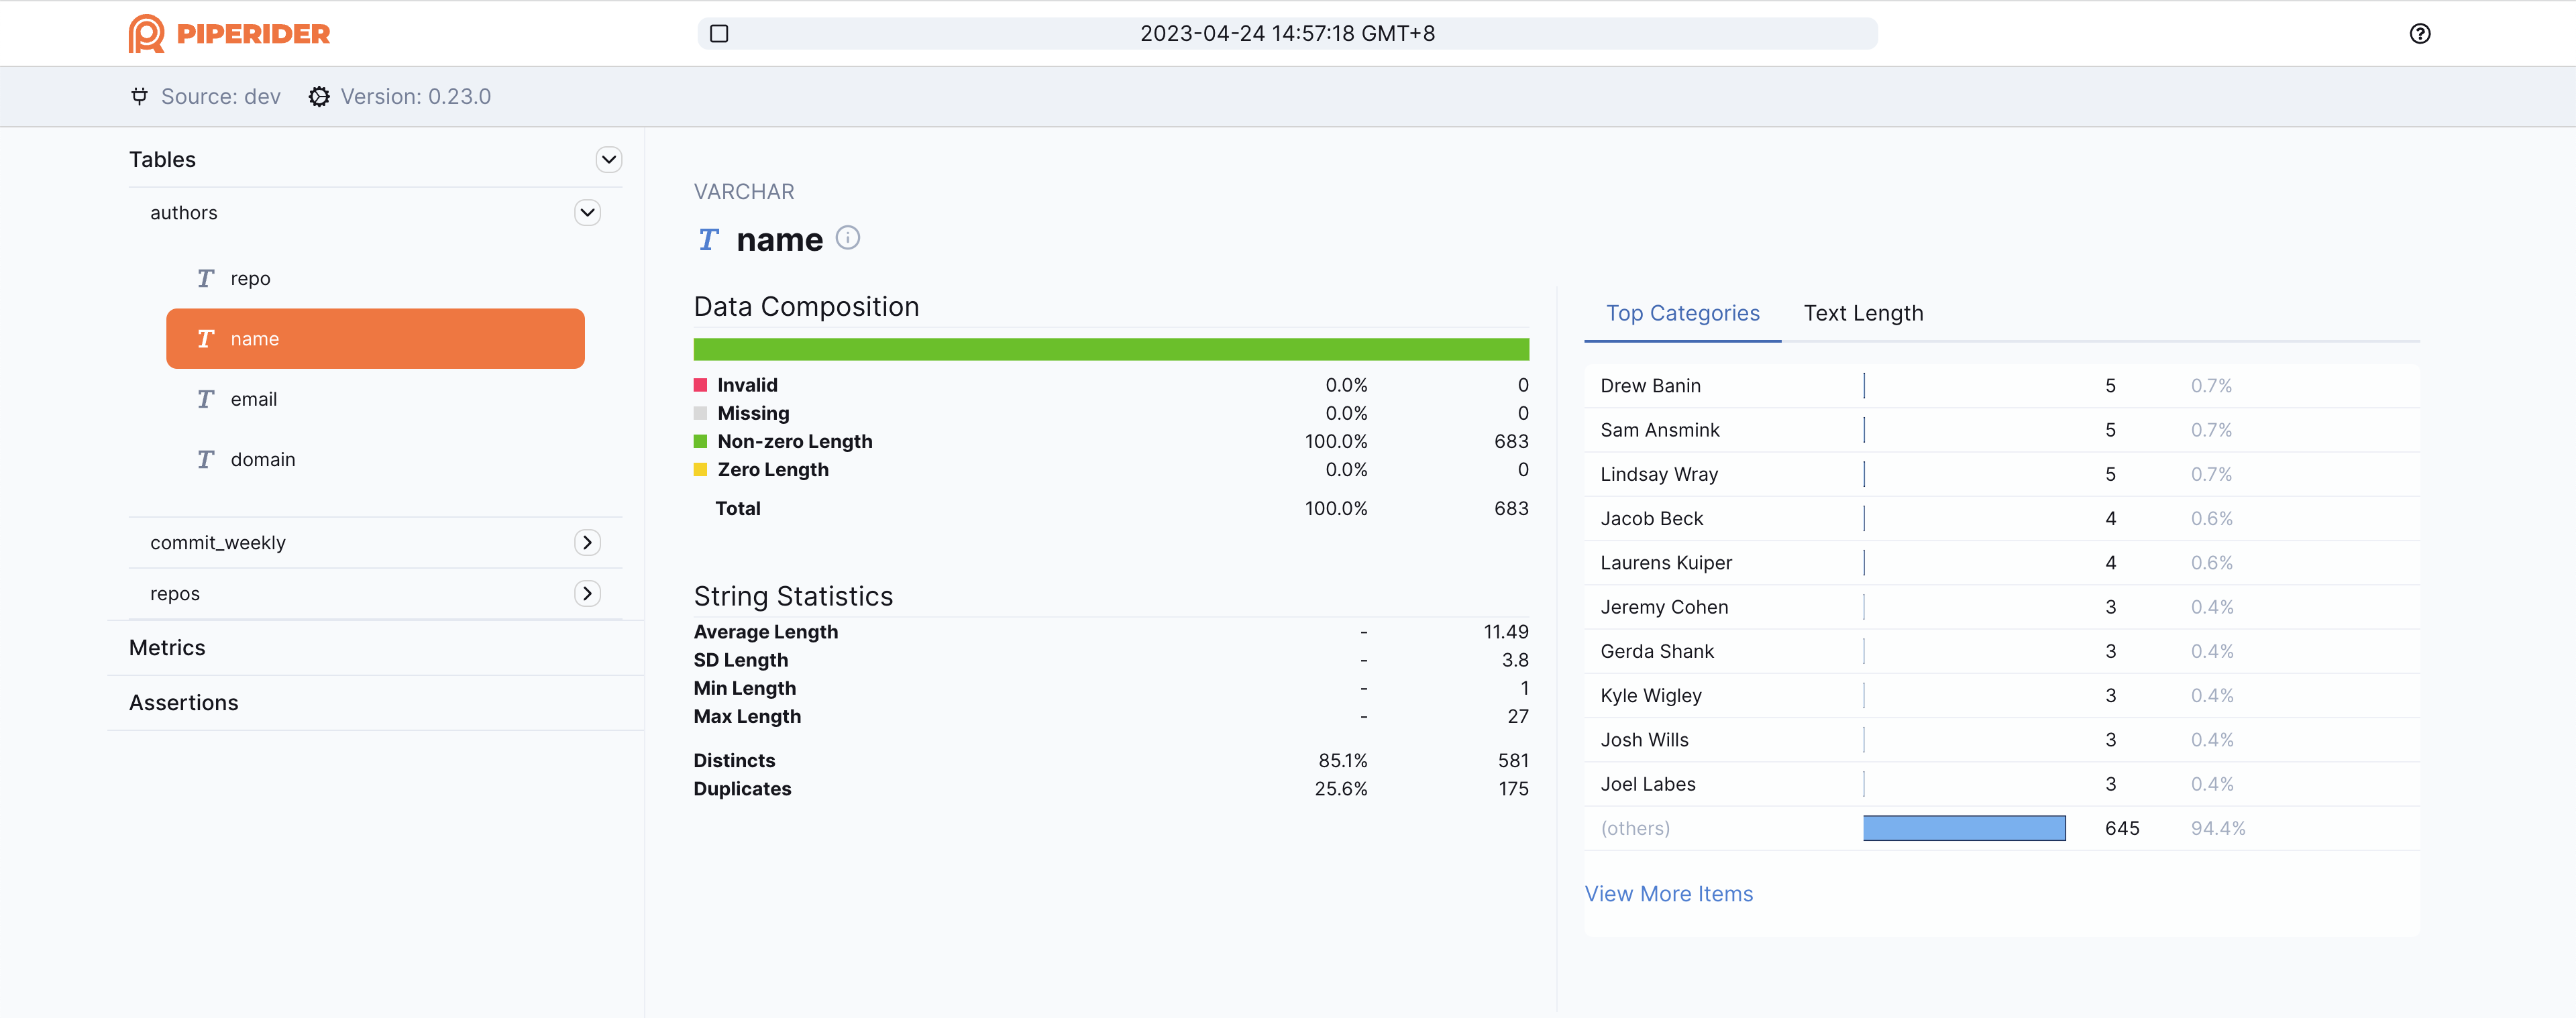 PIPERIDER
2023-04-24 14:57:18 GMT+8
Source: dev Version: 0.23.0
Tables
authors
repo
name
email
domain
commit_weekly
repos
Metrics
Assertions
VARCHAR
name
Data Composition
Invalid 0.0% 0
Missing 0.0% 0
Non-zero Length 100.0% 683
Zero Length 0.0% 0
Total 100.0% 683
String Statistics
Average Length - 11.49
SD Length - 3.8
Min Length - 1
Max Length - 27
Distincts 85.1% 581
Duplicates 25.6% 175
Top Categories Text Length
Drew Banin 5 0.7%
Sam Ansmink 5 0.7%
Lindsay Wray 5 0.7%
Jacob Beck 4 0.6%
Laurens Kuiper 4 0.6%
Jeremy Cohen 3 0.4%
Gerda Shank 3 0.4%
Kyle Wigley 3 0.4%
Josh Wills 3 0.4%
Joel Labes 3 0.4%
(others) 645 94.4%
View More Items